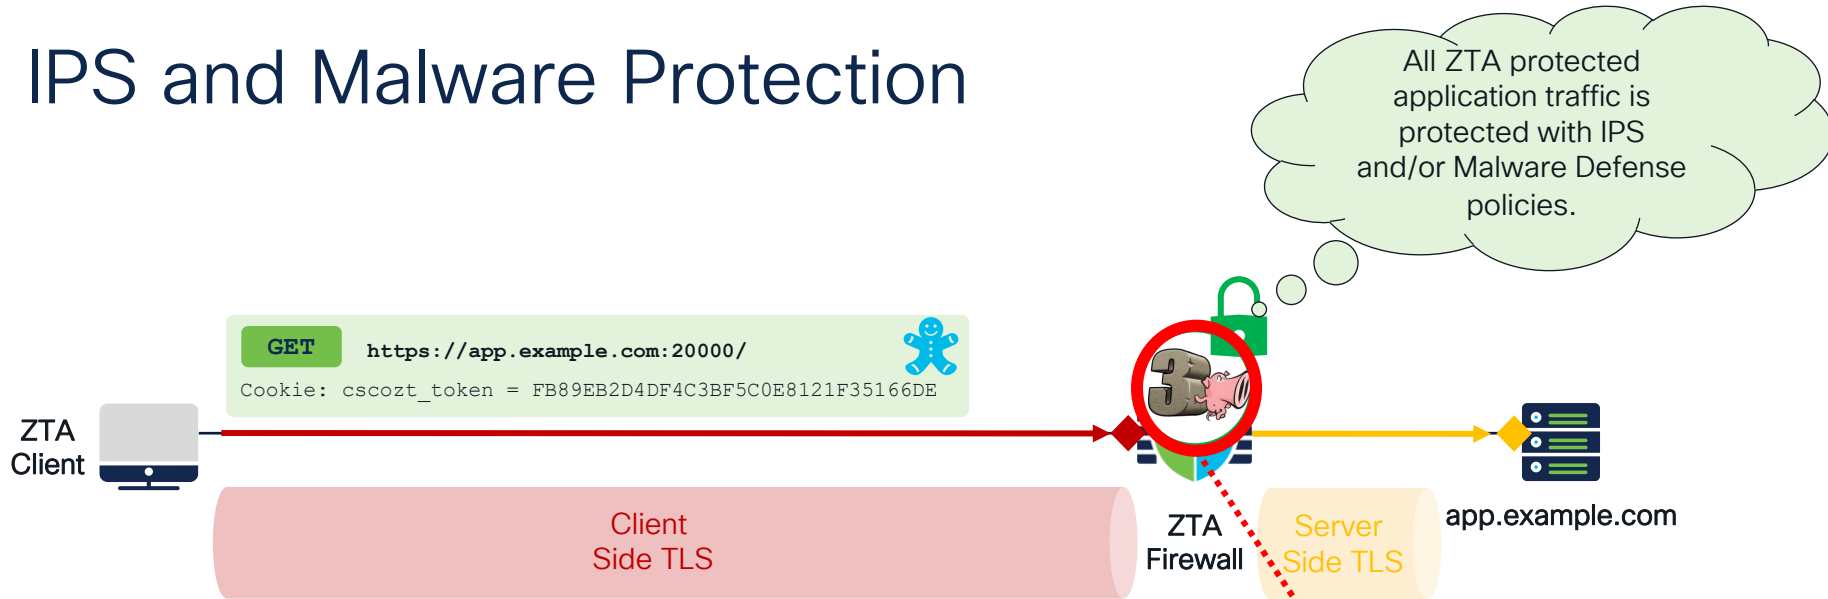 IPS and Malware Protection
All ZTA protected
application traffic is
protected with IPS
and/or Malware Defense
policies.
GET https://app.example.com:20000/
Cookie: cscozt_token = FB89EB2D4DF4C3BF5C0E8121F35166DE
3
ZTA
Client
Client
Side TLS
ZTA
Firewall
Server
Side TLS
app.example.com